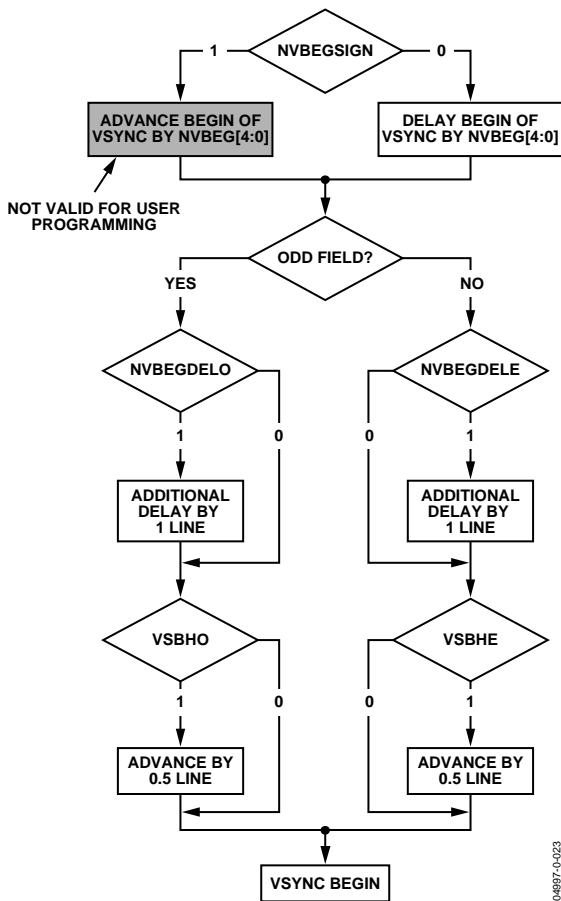 NVBEGSIGN
1
0
ADVANCE BEGIN OF
VSYNC BY NVBEG[4:0]
DELAY BEGIN OF
VSYNC BY NVBEG[4:0]
NOT VALID FOR USER
PROGRAMMING
ODD FIELD?
YES
NO
NVBEGDELO
NVBEGDELE
1
0
0
1
ADDITIONAL
DELAY BY
1 LINE
ADDITIONAL
DELAY BY
1 LINE
VSBHO
VSBHE
1
0
0
1
ADVANCE BY
0.5 LINE
ADVANCE BY
0.5 LINE
VSYNC BEGIN
04997-0-023